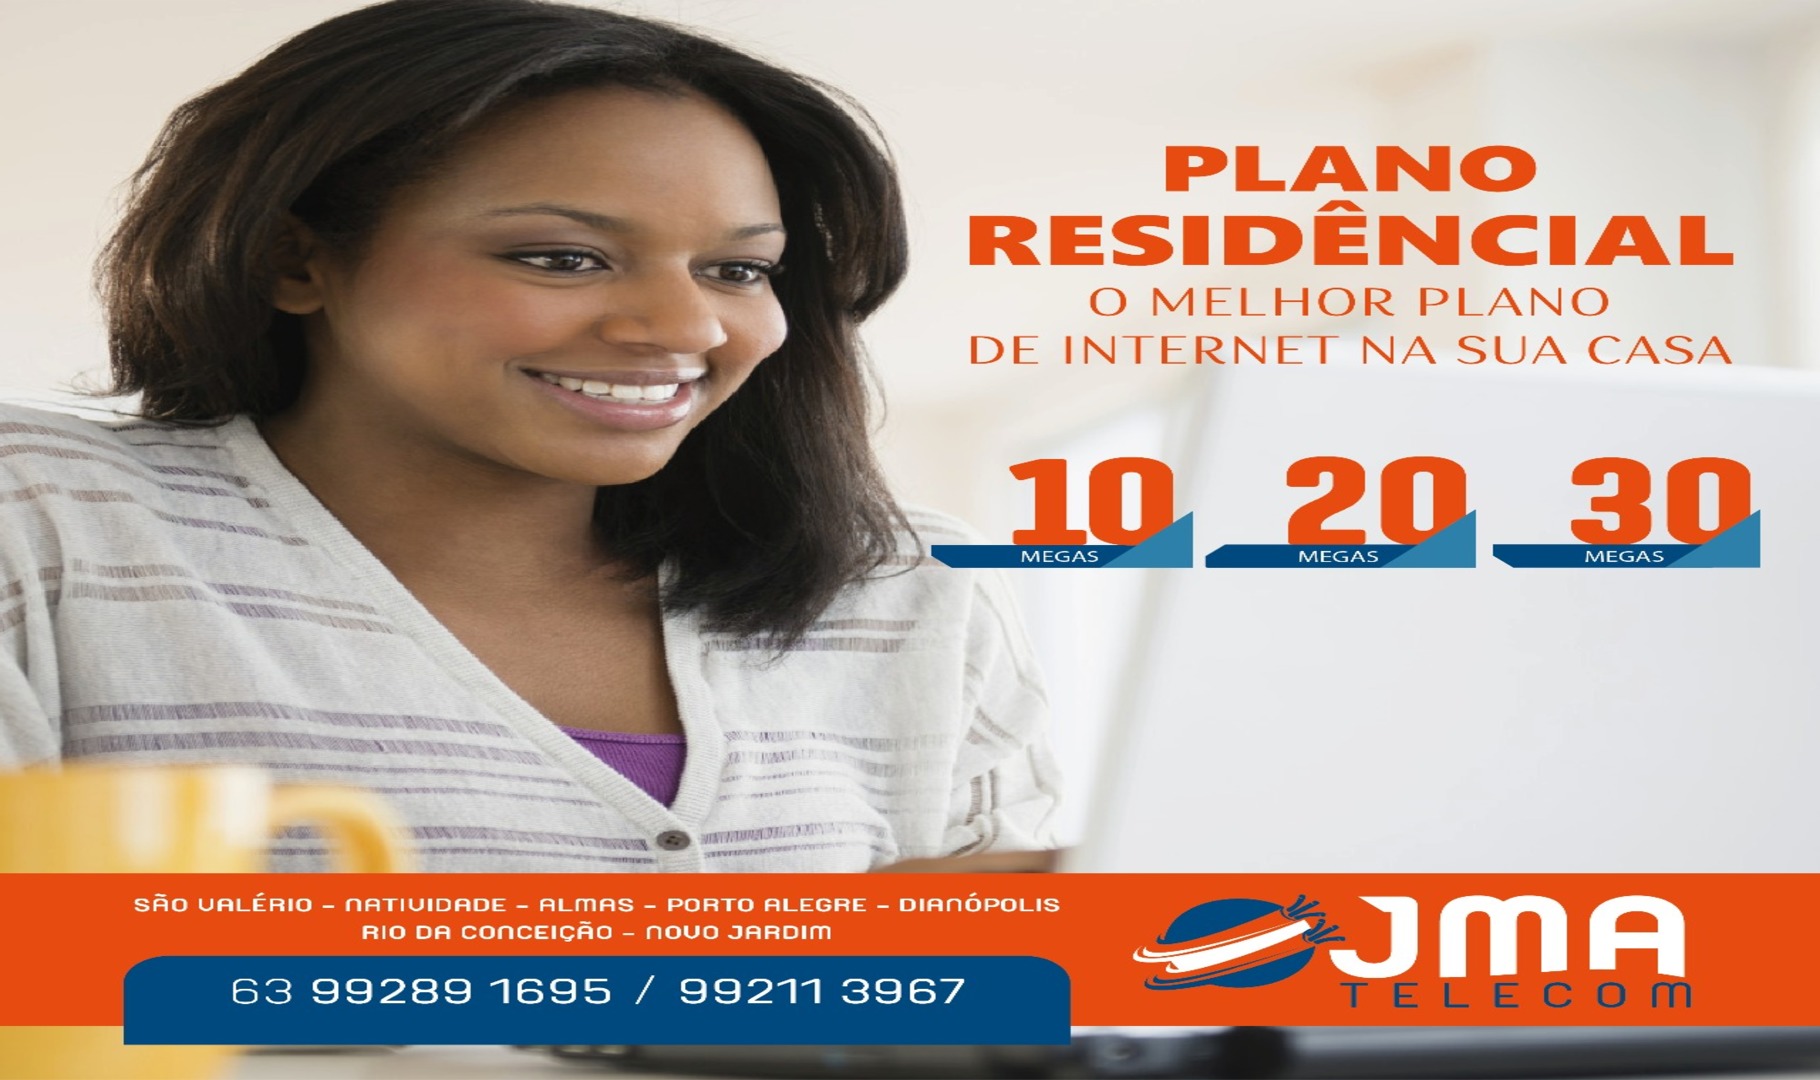 PLANO
RESIDÊNCIAL
O MELHOR PLANO
DE INTERNET NA SUA CASA
10 20 30
MEGAS MEGAS MEGAS
SÃO VALÉRIO - NATIVIDADE - ALMAS - PORTO ALEGRE - DIANÓPOLIS
RIO DA CONCEIÇÃO - NOVO JARDIM
63 99289 1695 / 99211 3967
JMA
TELECOM